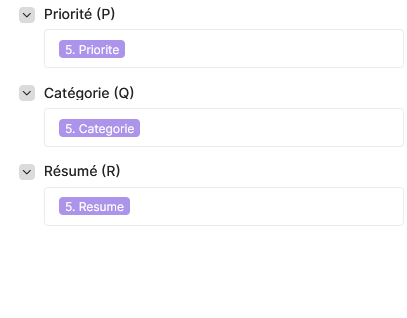 Priorité (P)
5. Priorite
Catégorie (Q)
5. Categorie
Résumé (R)
5. Resume